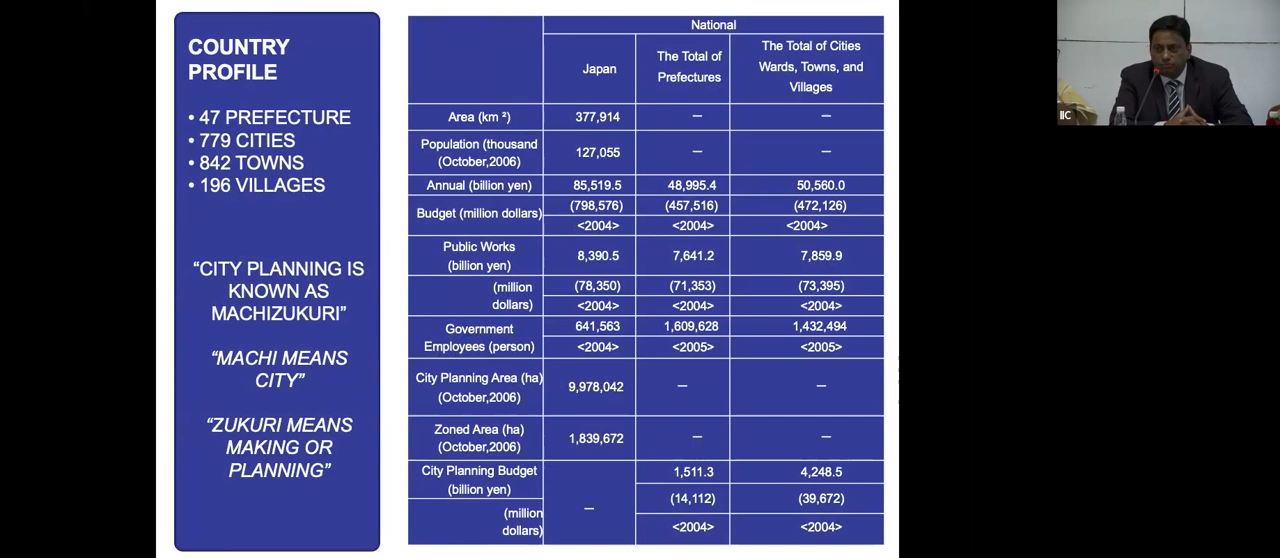 COUNTRY
PROFILE
• 47 PREFECTURE
• 779 CITIES
• 842 TOWNS
• 196 VILLAGES
“CITY PLANNING IS
KNOWN AS
MACHIZUKURI”
“MACHI MEANS
CITY”
“ZUKURI MEANS
MAKING OR
PLANNING”
National
Japan
The Total of
Prefectures
The Total of Cities
Wards, Towns, and
Villages
Area (km ²) 377,914 — —
Population (thousand
(October,2006) 127,055 — —
Annual (billion yen) 85,519.5 48,995.4 50,560.0
Budget (million dollars) (798,576) (457,516) (472,126)
<2004> <2004> <2004>
Public Works
(billion yen) 8,390.5 7,641.2 7,859.9
(million
dollars) (78,350) (71,353) (73,395)
<2004> <2004> <2004>
Government
Employees (person) 641,563 1,609,628 1,432,494
<2004> <2005> <2005>
City Planning Area (ha)
(October,2006) 9,978,042 — —
Zoned Area (ha)
(October,2006) 1,839,672 — —
City Planning Budget
(billion yen) — 1,511.3 4,248.5
(million
dollars) (14,112) (39,672)
<2004> <2004>
IIC